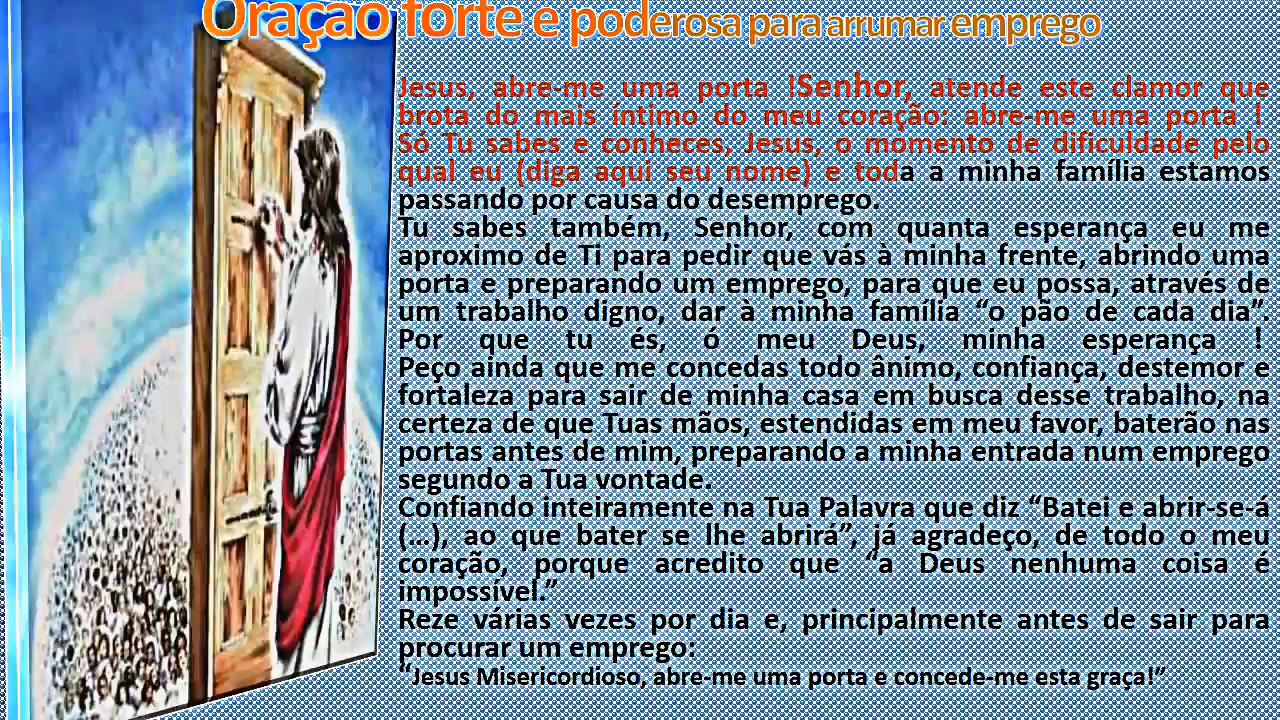 Oração forte e poderosa para arrumar emprego
Jesus, abre-me uma porta !Senhor, atende este clamor que
brota do mais íntimo do meu coração: abre-me uma porta !
Só Tu sabes e conheces, Jesus, o momento de dificuldade pelo
qual eu (diga aqui seu nome) e toda a minha família estamos
passando por causa do desemprego.
Tu sabes também, Senhor, com quanta esperança eu me
aproximo de Ti para pedir que vás à minha frente, abrindo uma
porta e preparando um emprego, para que eu possa, através de
um trabalho digno, dar à minha família “o pão de cada dia”.
Por que tu és, ó meu Deus, minha esperança !
Peço ainda que me concedas todo ânimo, confiança, destemor e
fortaleza para sair de minha casa em busca desse trabalho, na
certeza de que Tuas mãos, estendidas em meu favor, baterão nas
portas antes de mim, preparando a minha entrada num emprego
segundo a Tua vontade.
Confiando inteiramente na Tua Palavra que diz “Batei e abrir-se-á
(…), ao que bater se lhe abrirá”, já agradeço, de todo o meu
coração, porque acredito que “a Deus nenhuma coisa é
impossível.”
Reze várias vezes por dia e, principalmente antes de sair para
procurar um emprego:
“Jesus Misericordioso, abre-me uma porta e concede-me esta graça!”